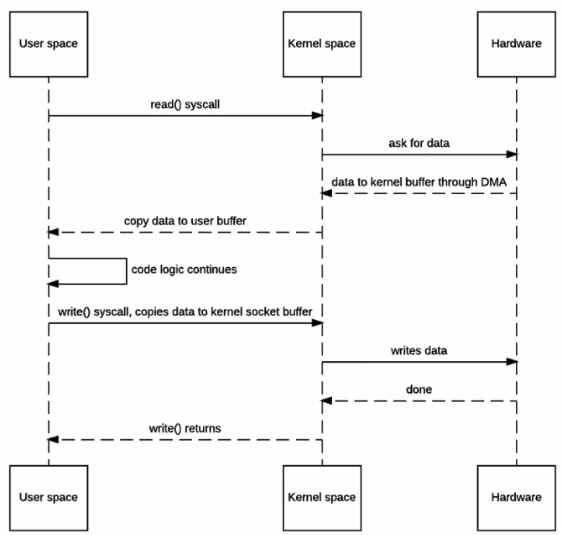 User space
Kernel space
Hardware
read() syscall
ask for data
data to kernel buffer through DMA
copy data to user buffer
code logic continues
write() syscall, copies data to kernel socket buffer
writes data
done
write() returns
User space
Kernel space
Hardware